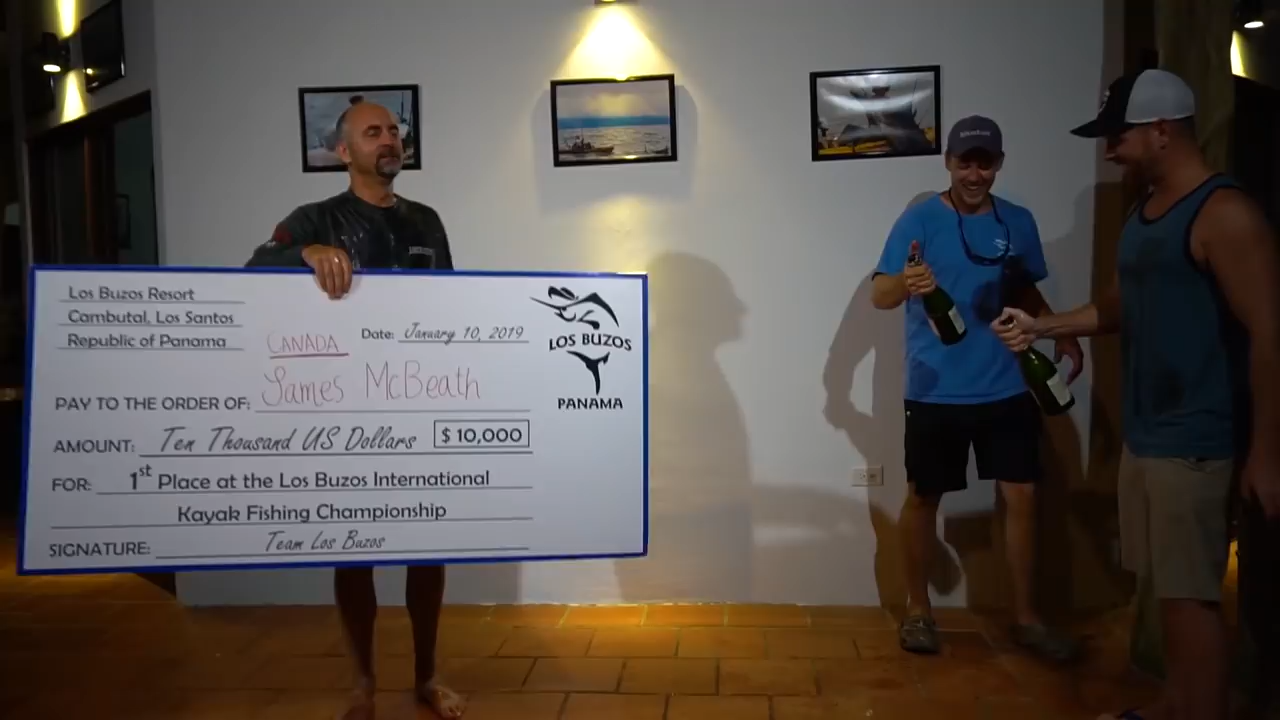 Los Buzos Resort
Cambutal, Los Santos
Republic of Panama
CANADA
Date: January 10, 2019
LOS BUZOS
PANAMA
PAY TO THE ORDER OF: James McBeath
AMOUNT: Ten Thousand US Dollars $10,000
FOR: 1st Place at the Los Buzos International
Kayak Fishing Championship
SIGNATURE: Team Los Buzos